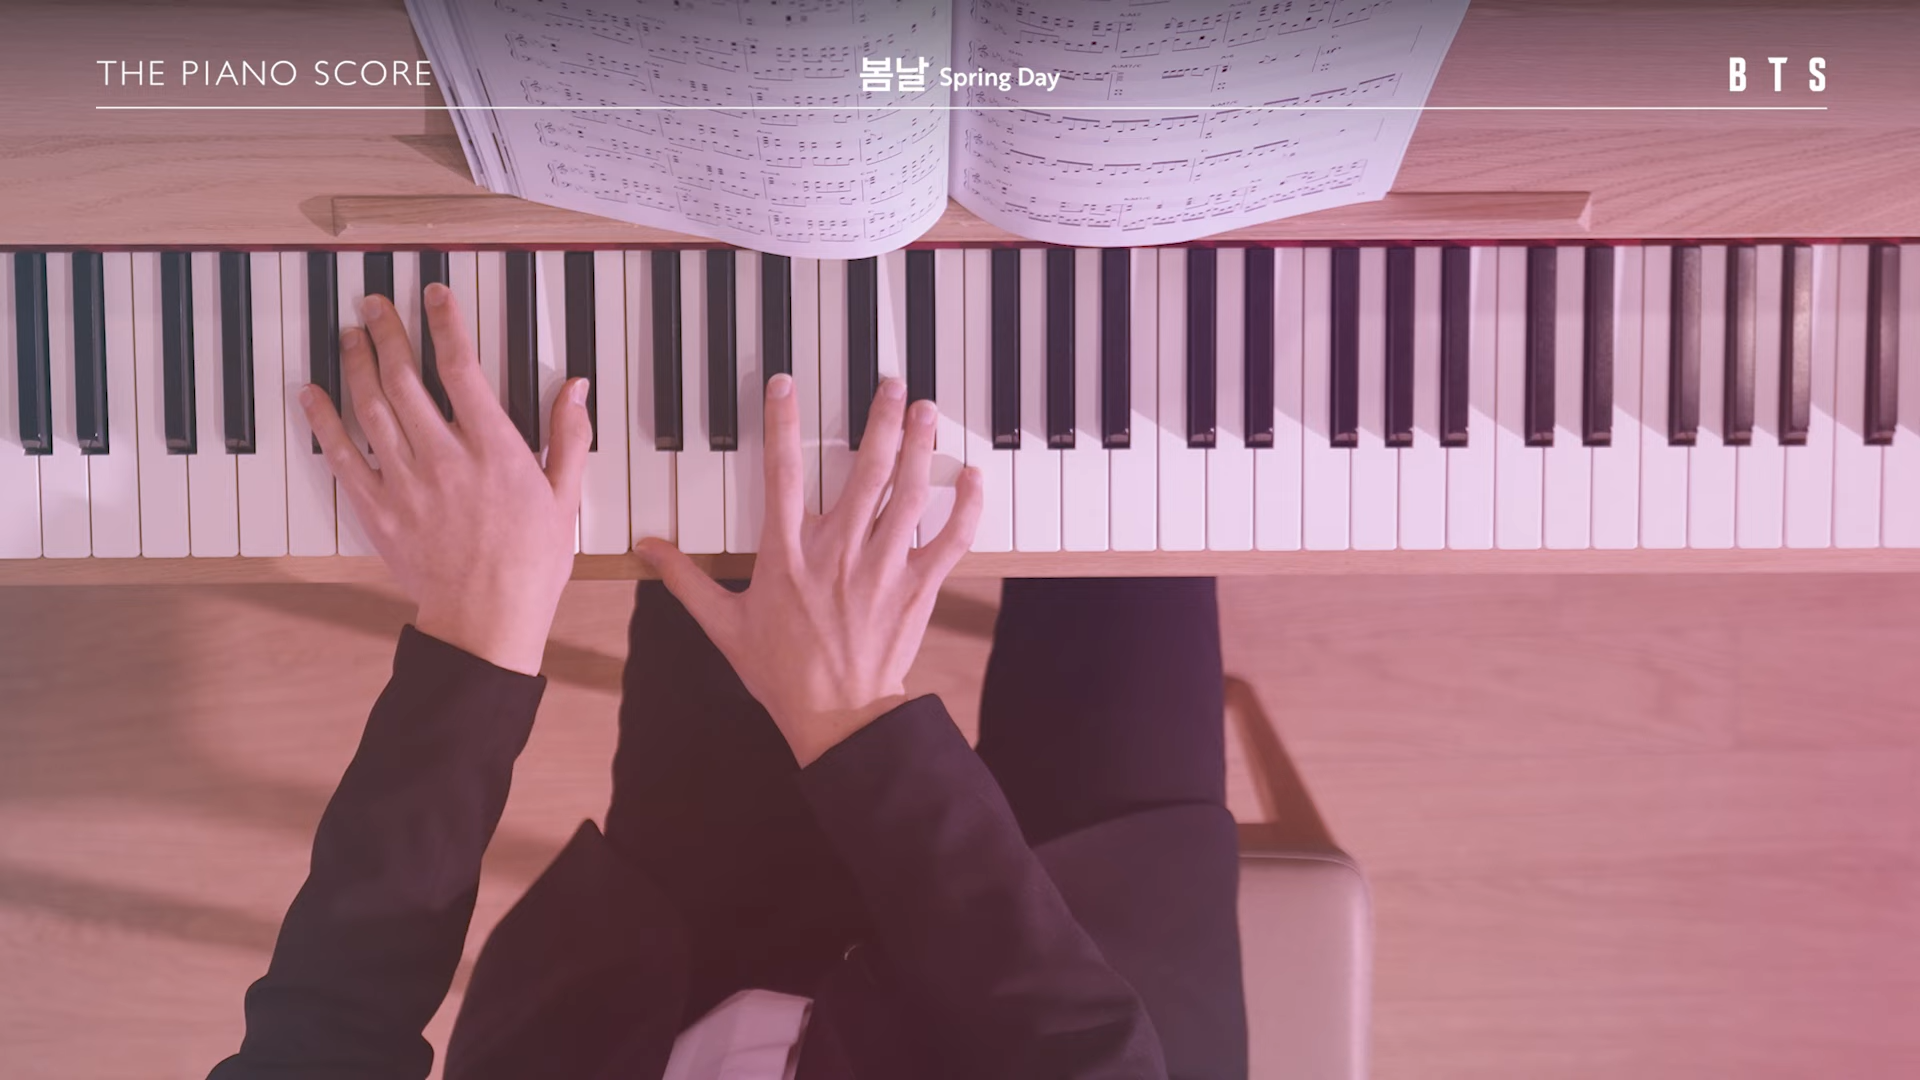 THE PIANO SCORE
봄날 Spring Day
BTS